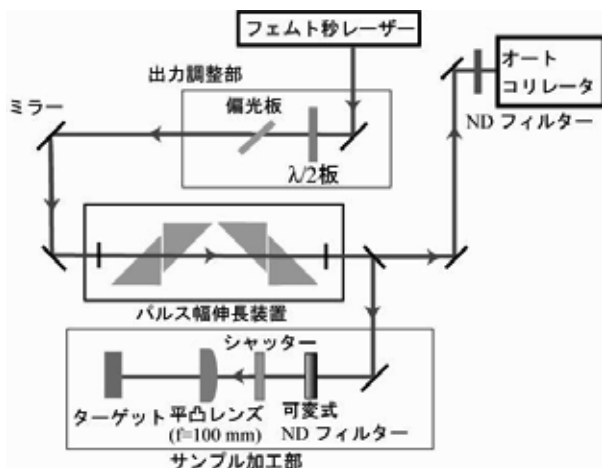 フェムト秒レーザー
オート
コリレータ
出力調整部
ミラー
偏光板
λ/2板
ND フィルター
パルス幅伸長装置
シャッター
ターゲット
平凸レンズ
(f=100 mm)
可変式
ND フィルター
サンプル加工部